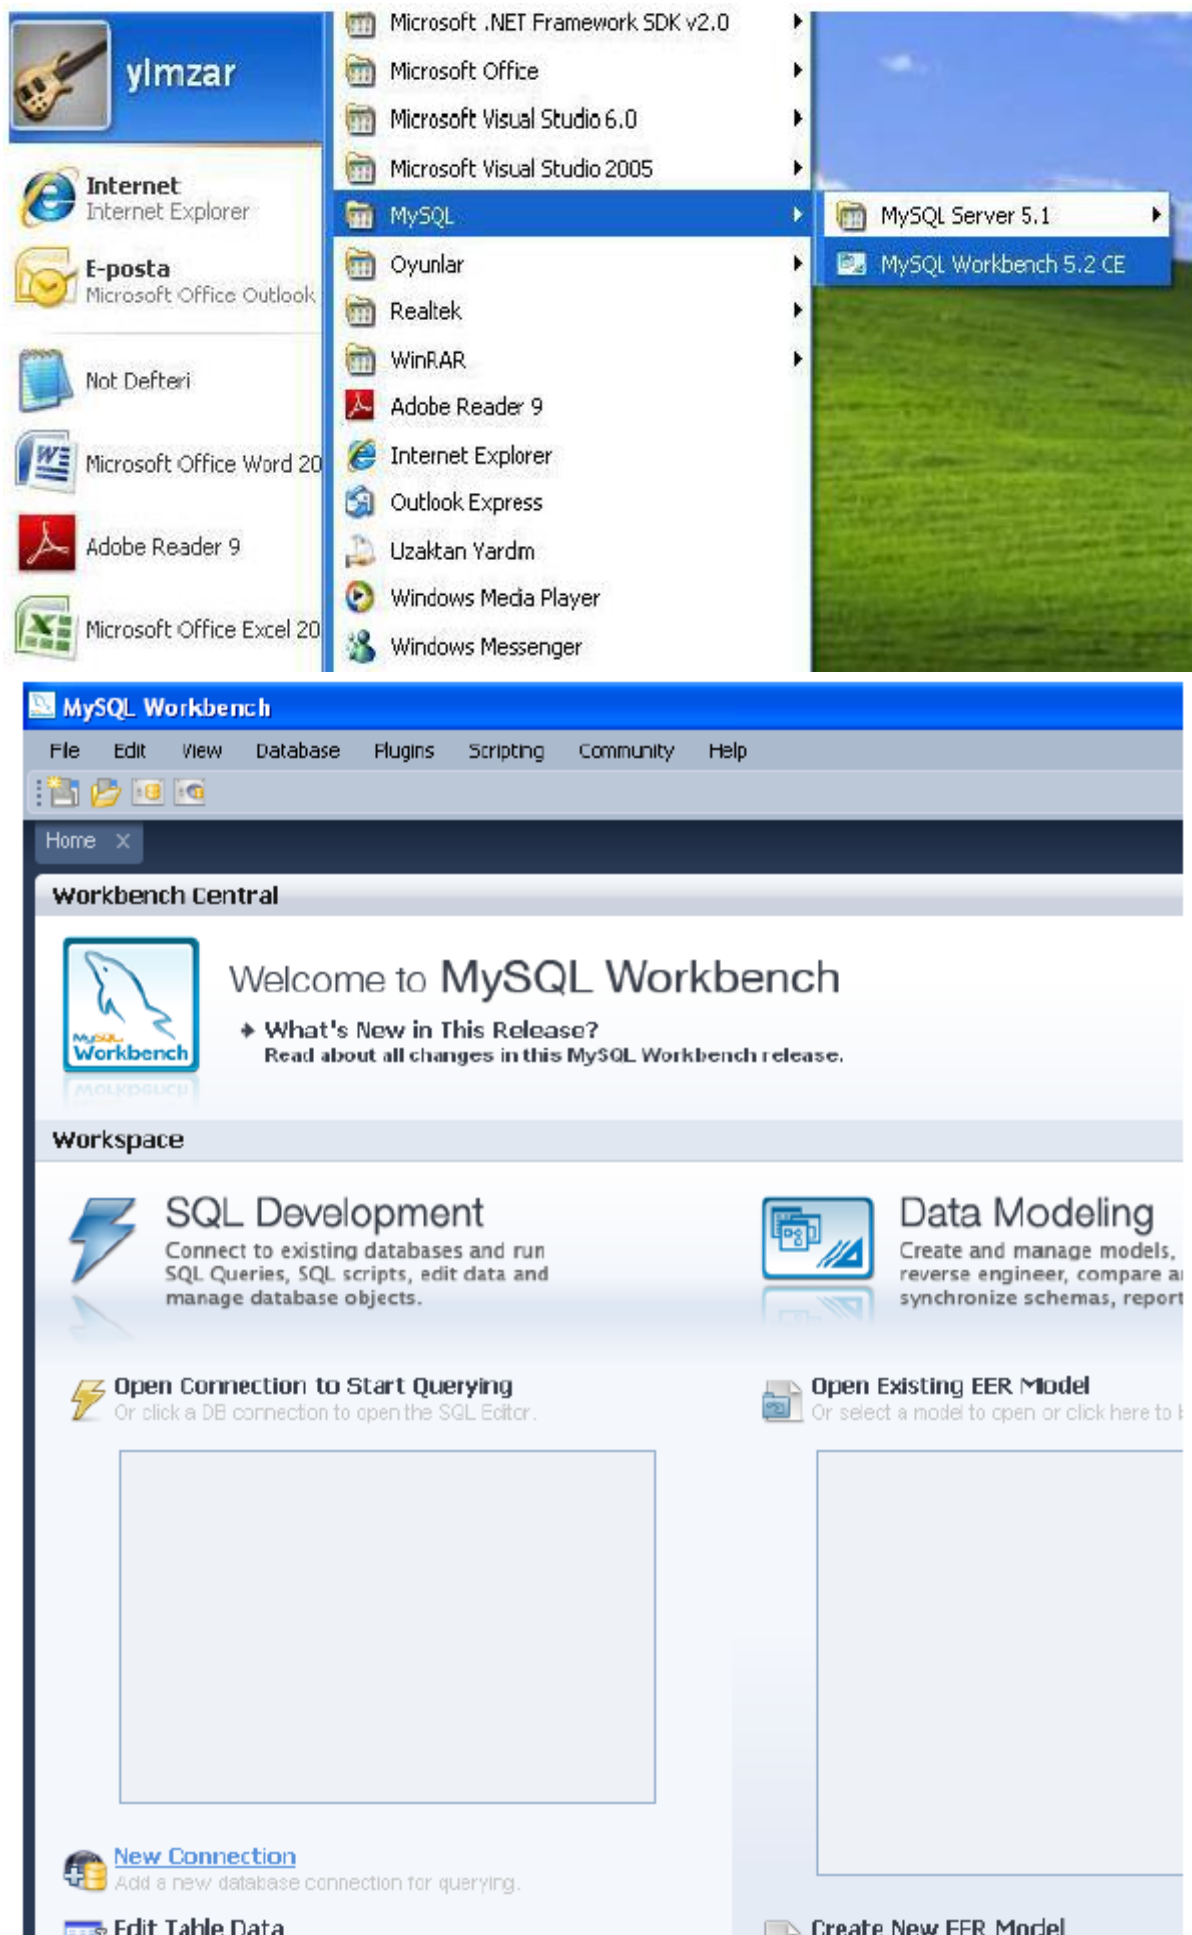 ylmzar
Internet
Internet Explorer
E-posta
Microsoft Office Outlook
Not Defteri
Microsoft Office Word 20
Adobe Reader 9
Microsoft Office Excel 20
Microsoft .NET Framework SDK v2.0
Microsoft Office
Microsoft Visual Studio 6.0
Microsoft Visual Studio 2005
MySQL
Oyunlar
Realtek
WinRAR
Adobe Reader 9
Internet Explorer
Outlook Express
Uzaktan Yardm
Windows Media Player
Windows Messenger
MySQL Server 5.1
MySQL Workbench 5.2 CE
MySQL Workbench
File Edit View Database Plugins Scripting Community Help
Home X
Workbench Central
MySQL
Workbench
Welcome to MySQL Workbench
What's New in This Release?
Read about all changes in this MySQL Workbench release.
Workspace
SQL Development
Connect to existing databases and run
SQL Queries, SQL scripts, edit data and
manage database objects.
Open Connection to Start Querying
Or click a DB connection to open the SQL Editor.
New Connection
Add a new database connection for querying.
Edit Table Data
Data Modeling
Create and manage models,
reverse engineer, compare a
synchronize schemas, report
Open Existing EER Model
Or select a model to open or click here to
Create New EER Model